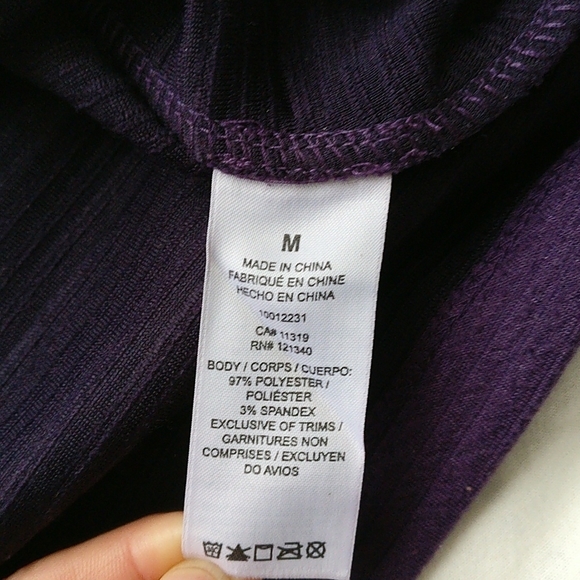 M
MADE IN CHINA
FABRIQUÉ EN CHINE
HECHO EN CHINA
10012231
CA# 11319
RN# 121340
BODY / CORPS / CUERPO:
97% POLYESTER /
POLIÉSTER
3% SPANDEX
EXCLUSIVE OF TRIMS /
GARNITURES NON
COMPRISES / EXCLUYEN
DO AVIOS